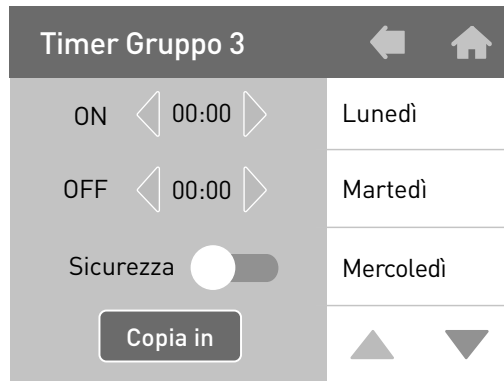 Timer Gruppo 3
ON 00:00
OFF 00:00
Sicurezza
Copia in
Lunedì
Martedì
Mercoledì